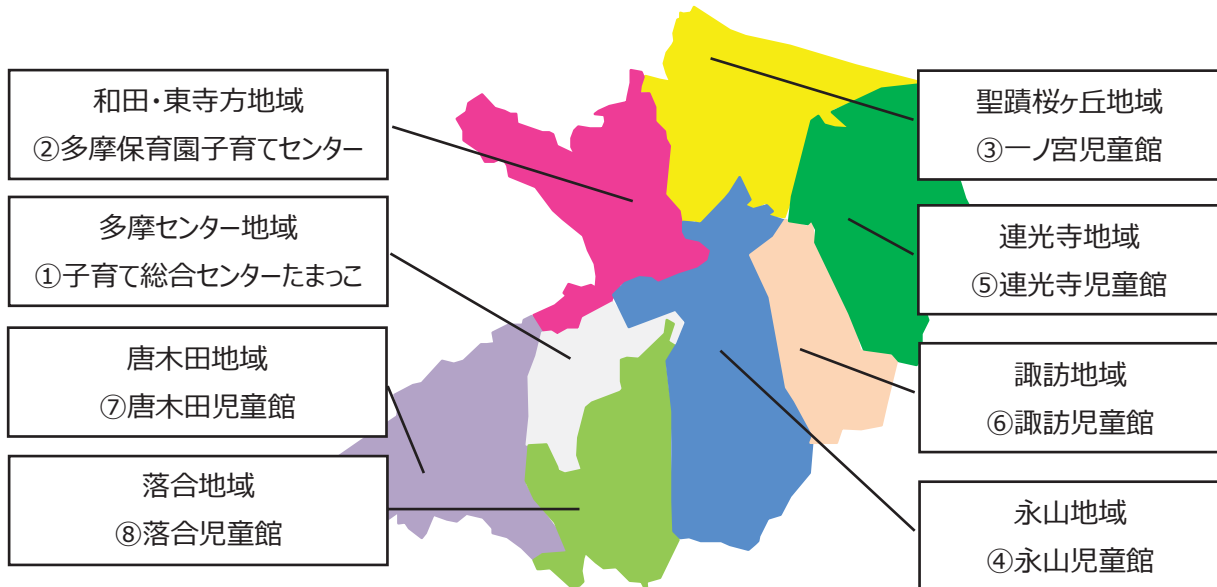 和田・東寺方地域
②多摩保育園子育てセンター
多摩センター地域
①子育て総合センターたまっこ
唐木田地域
⑦唐木田児童館
落合地域
⑧落合児童館
聖蹟桜ヶ丘地域
③一ノ宮児童館
連光寺地域
⑤連光寺児童館
諏訪地域
⑥諏訪児童館
永山地域
④永山児童館